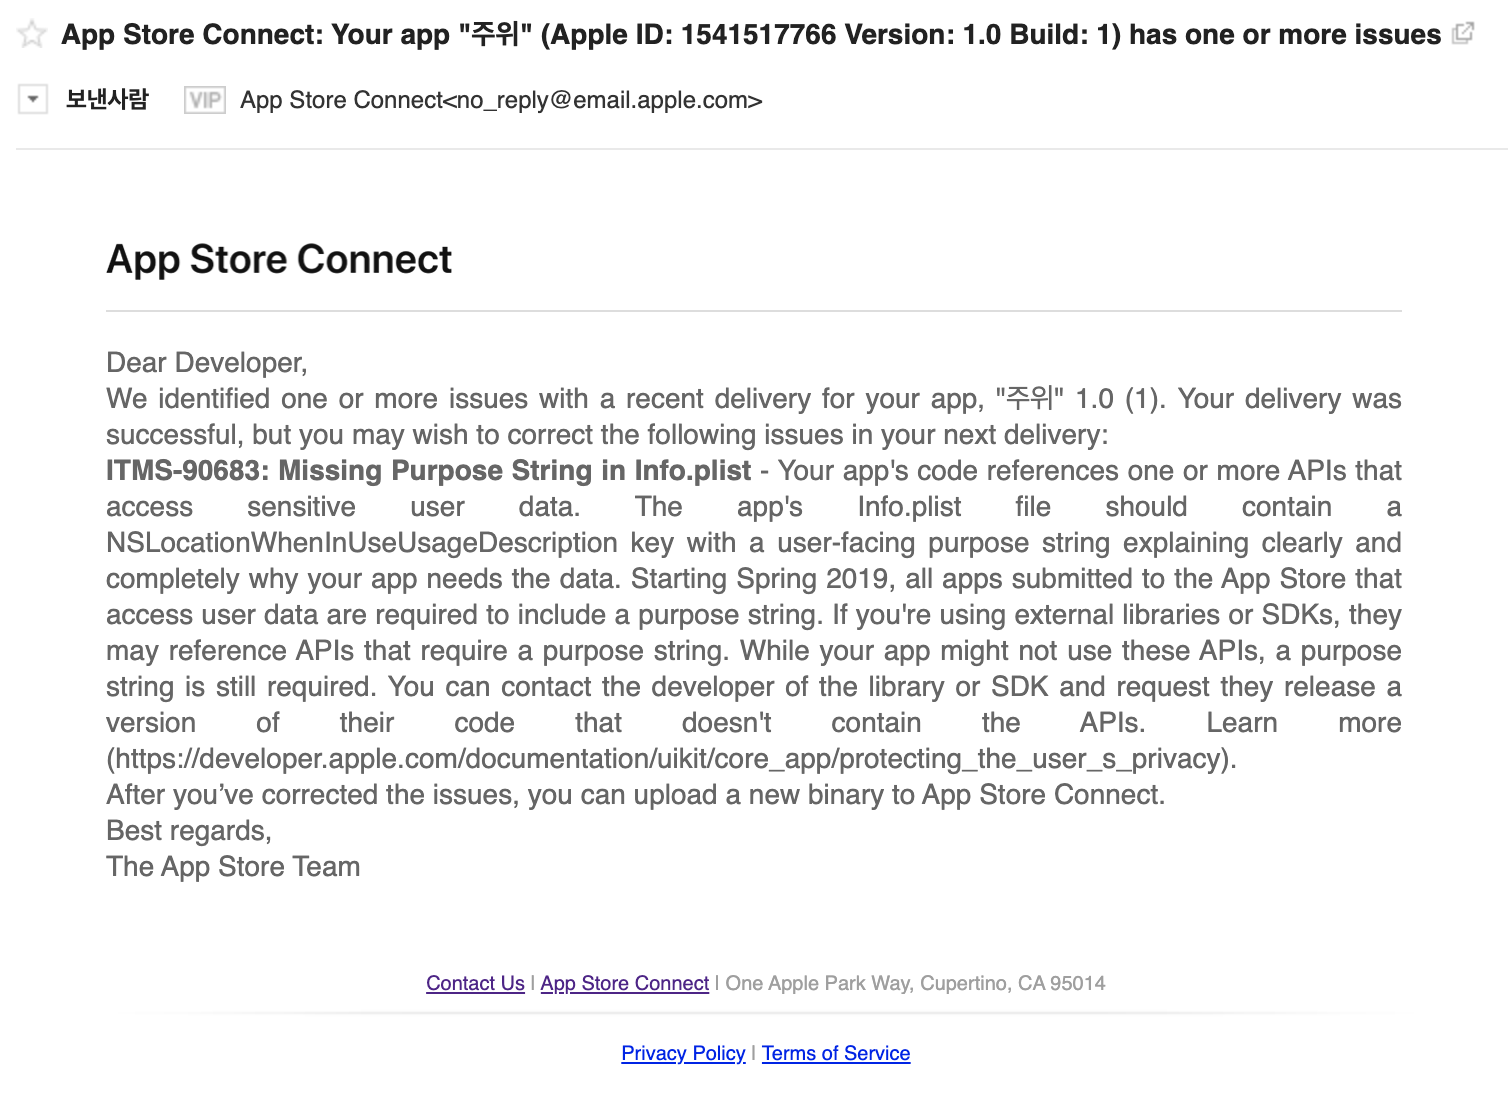 App Store Connect: Your app "주위" (Apple ID: 1541517766 Version: 1.0 Build: 1) has one or more issues
보낸사람 VIP App Store Connect<no_reply@email.apple.com>
App Store Connect
Dear Developer,
We identified one or more issues with a recent delivery for your app, "주위" 1.0 (1). Your delivery was
successful, but you may wish to correct the following issues in your next delivery:
ITMS-90683: Missing Purpose String in Info.plist - Your app's code references one or more APIs that
access sensitive user data. The app's Info.plist file should contain a
NSLocationWhenInUseUsageDescription key with a user-facing purpose string explaining clearly and
completely why your app needs the data. Starting Spring 2019, all apps submitted to the App Store that
access user data are required to include a purpose string. If you're using external libraries or SDKs, they
may reference APIs that require a purpose string. While your app might not use these APIs, a purpose
string is still required. You can contact the developer of the library or SDK and request they release a
version of their code that doesn't contain the APIs. Learn more
(https://developer.apple.com/documentation/uikit/core_app/protecting_the_user_s_privacy).
After you’ve corrected the issues, you can upload a new binary to App Store Connect.
Best regards,
The App Store Team
Contact Us | App Store Connect | One Apple Park Way, Cupertino, CA 95014
Privacy Policy | Terms of Service